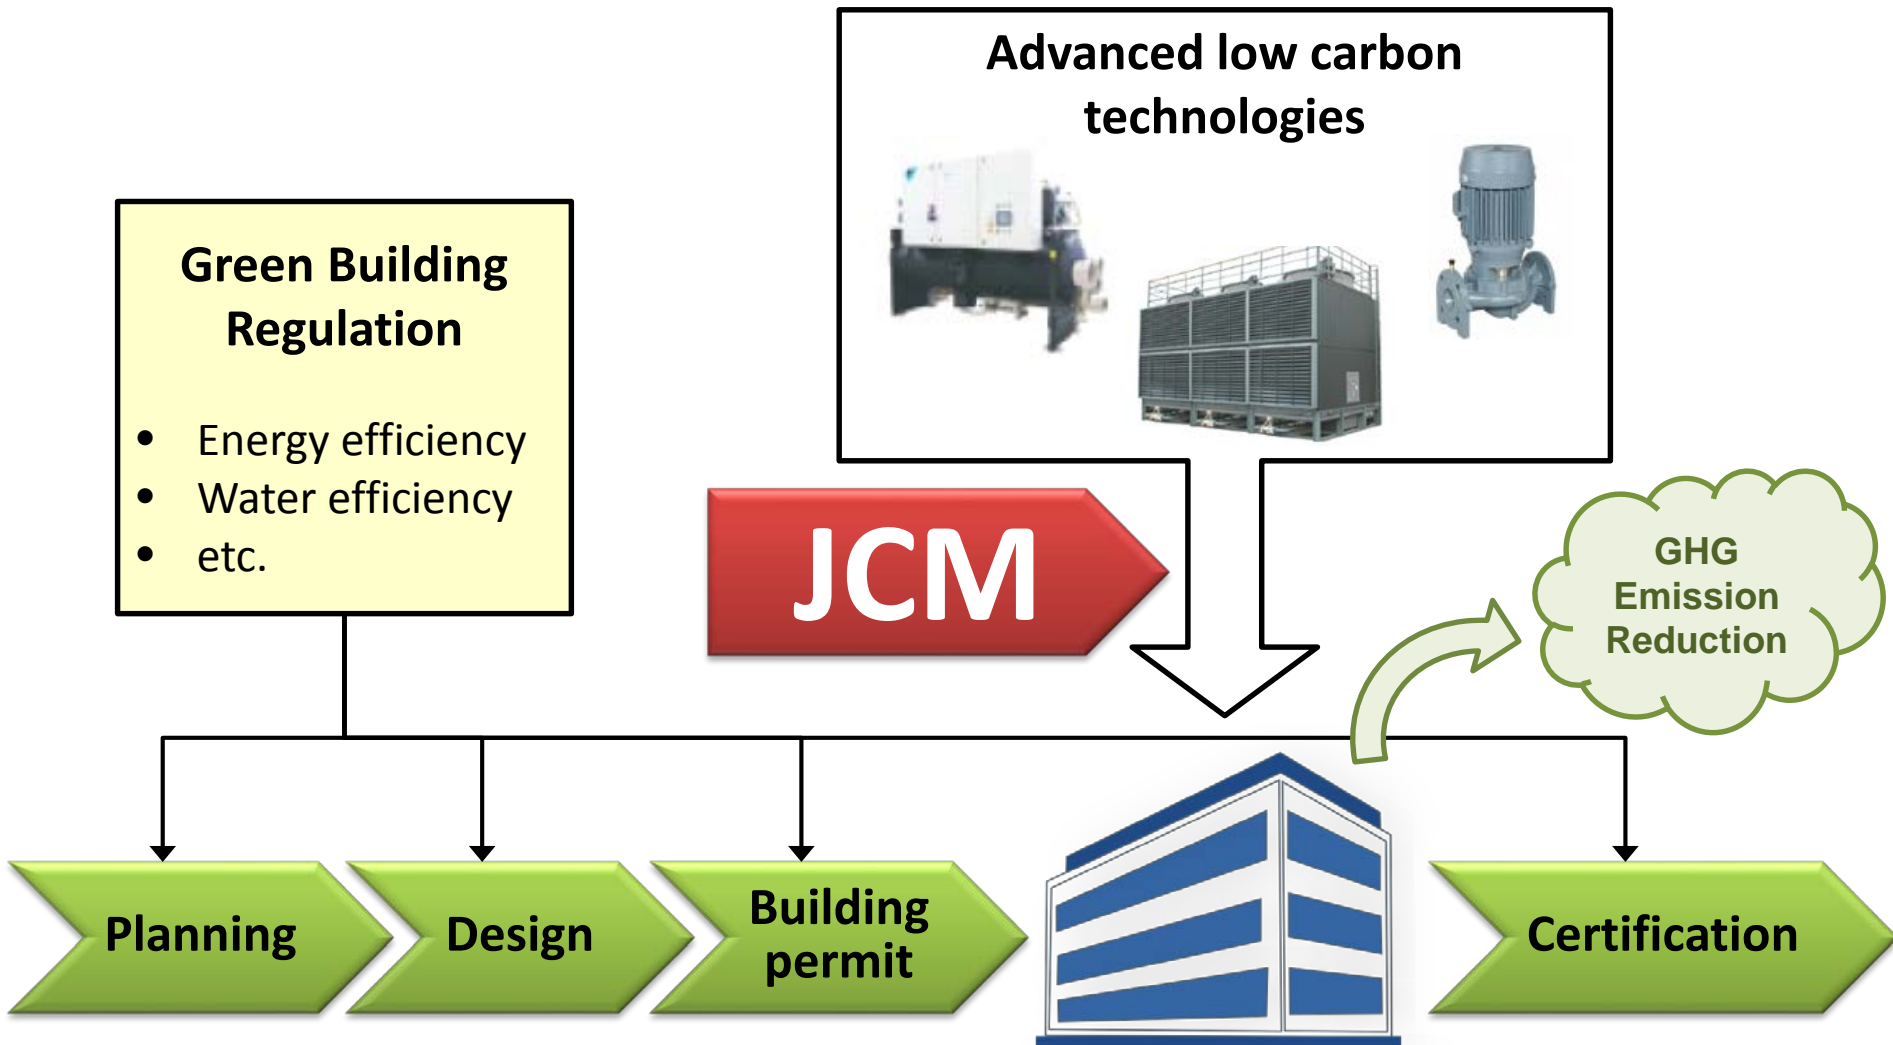 Advanced low carbon
technologies
Green Building
Regulation
• Energy efficiency
• Water efficiency
• etc.
JCM
GHG
Emission
Reduction
Planning
Design
Building
permit
Certification